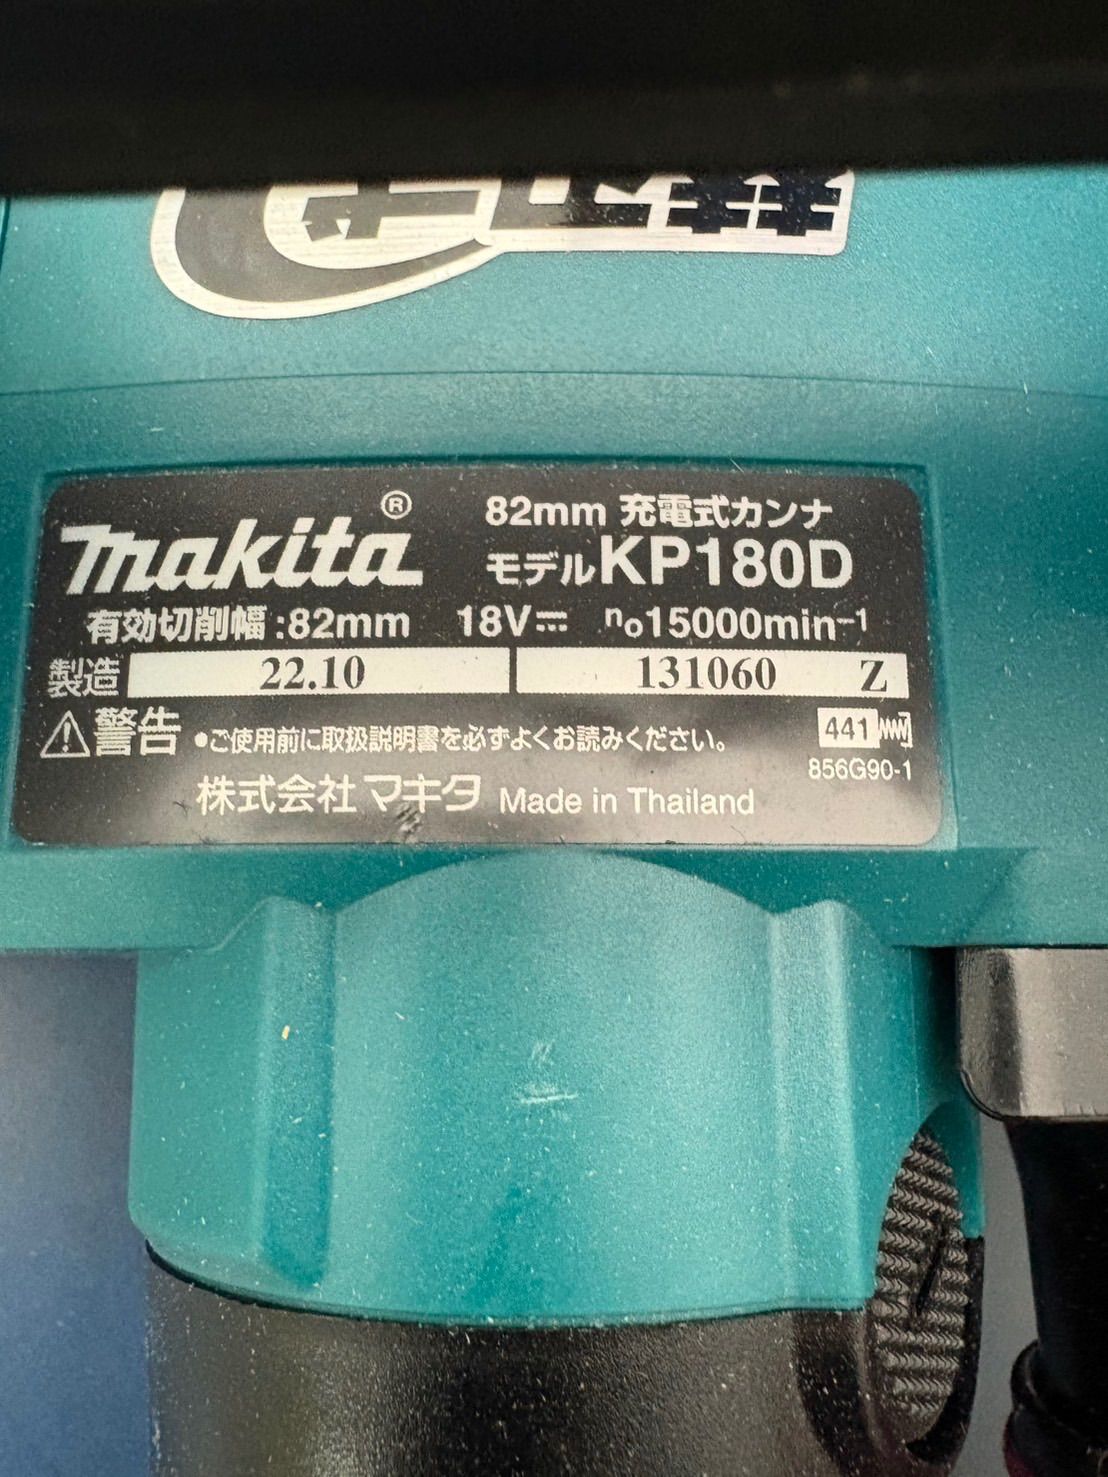 makita®
82mm 充電式カンナ
モデルKP180D
有効切削幅:82mm 18V⎓ n₀15000min⁻¹
製造 22.10 131060 Z
⚠警告 •ご使用前に取扱説明書を必ずよくお読みください。
441
856G90-1
株式会社 マキタ Made in Thailand